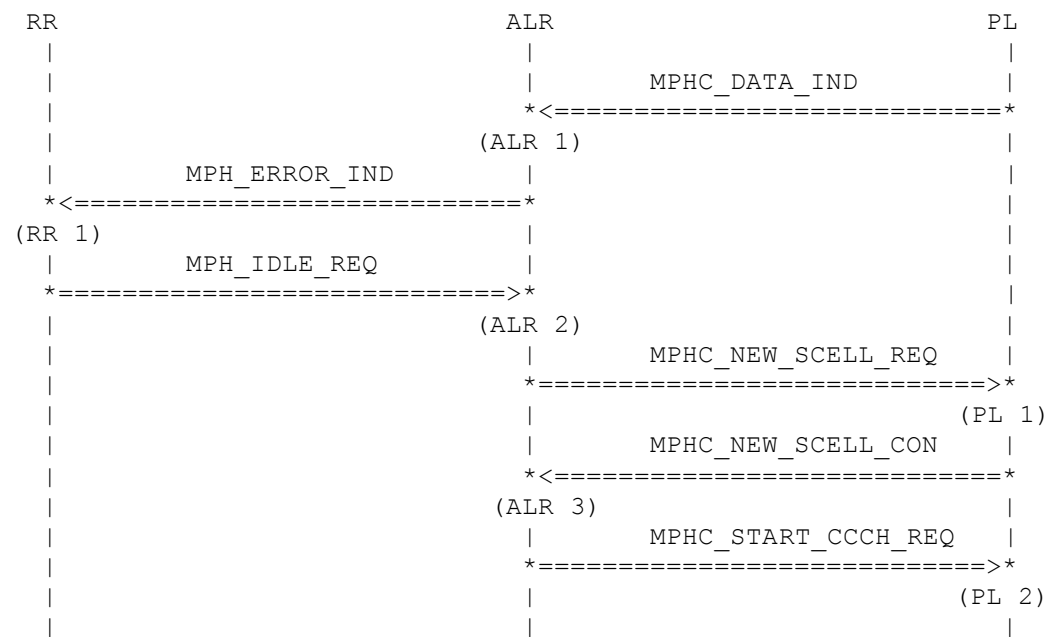 RR ALR PL
| | |
| | MPHC_DATA_IND |
| *<============================*
| (ALR 1) |
| MPH_ERROR_IND | |
*<============================* |
(RR 1) | |
| MPH_IDLE_REQ | |
*============================>* |
| (ALR 2) |
| | MPHC_NEW_SCELL_REQ |
| *============================>*
| | (PL 1)
| | MPHC_NEW_SCELL_CON |
| *<============================*
| (ALR 3) |
| | MPHC_START_CCCH_REQ |
| *============================>*
| | (PL 2)
| | |